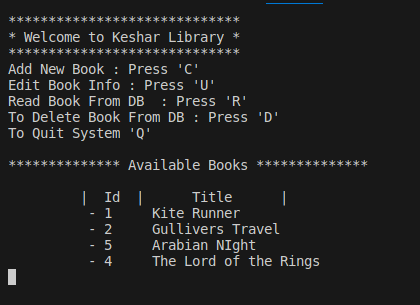 *****************************
* Welcome to Keshar Library *
*****************************
Add New Book : Press 'C'
Edit Book Info : Press 'U'
Read Book From DB  : Press 'R'
To Delete Book From DB : Press 'D'
To Quit System 'Q'
************** Available Books **************
|  Id  |      Title      |
- 1     Kite Runner
- 2     Gullivers Travel
- 5     Arabian NIght
- 4     The Lord of the Rings